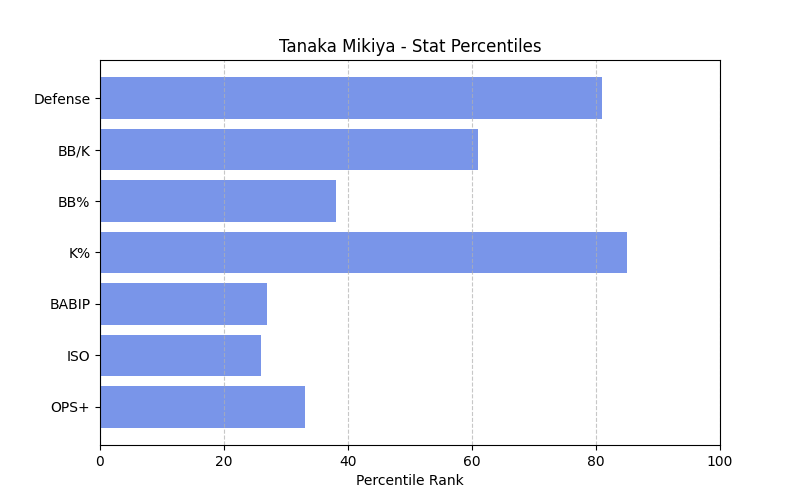 Tanaka Mikiya - Stat Percentiles
Defense
BB/K
BB%
K%
BABIP
ISO
OPS+
0 20 40 60 80 100
Percentile Rank